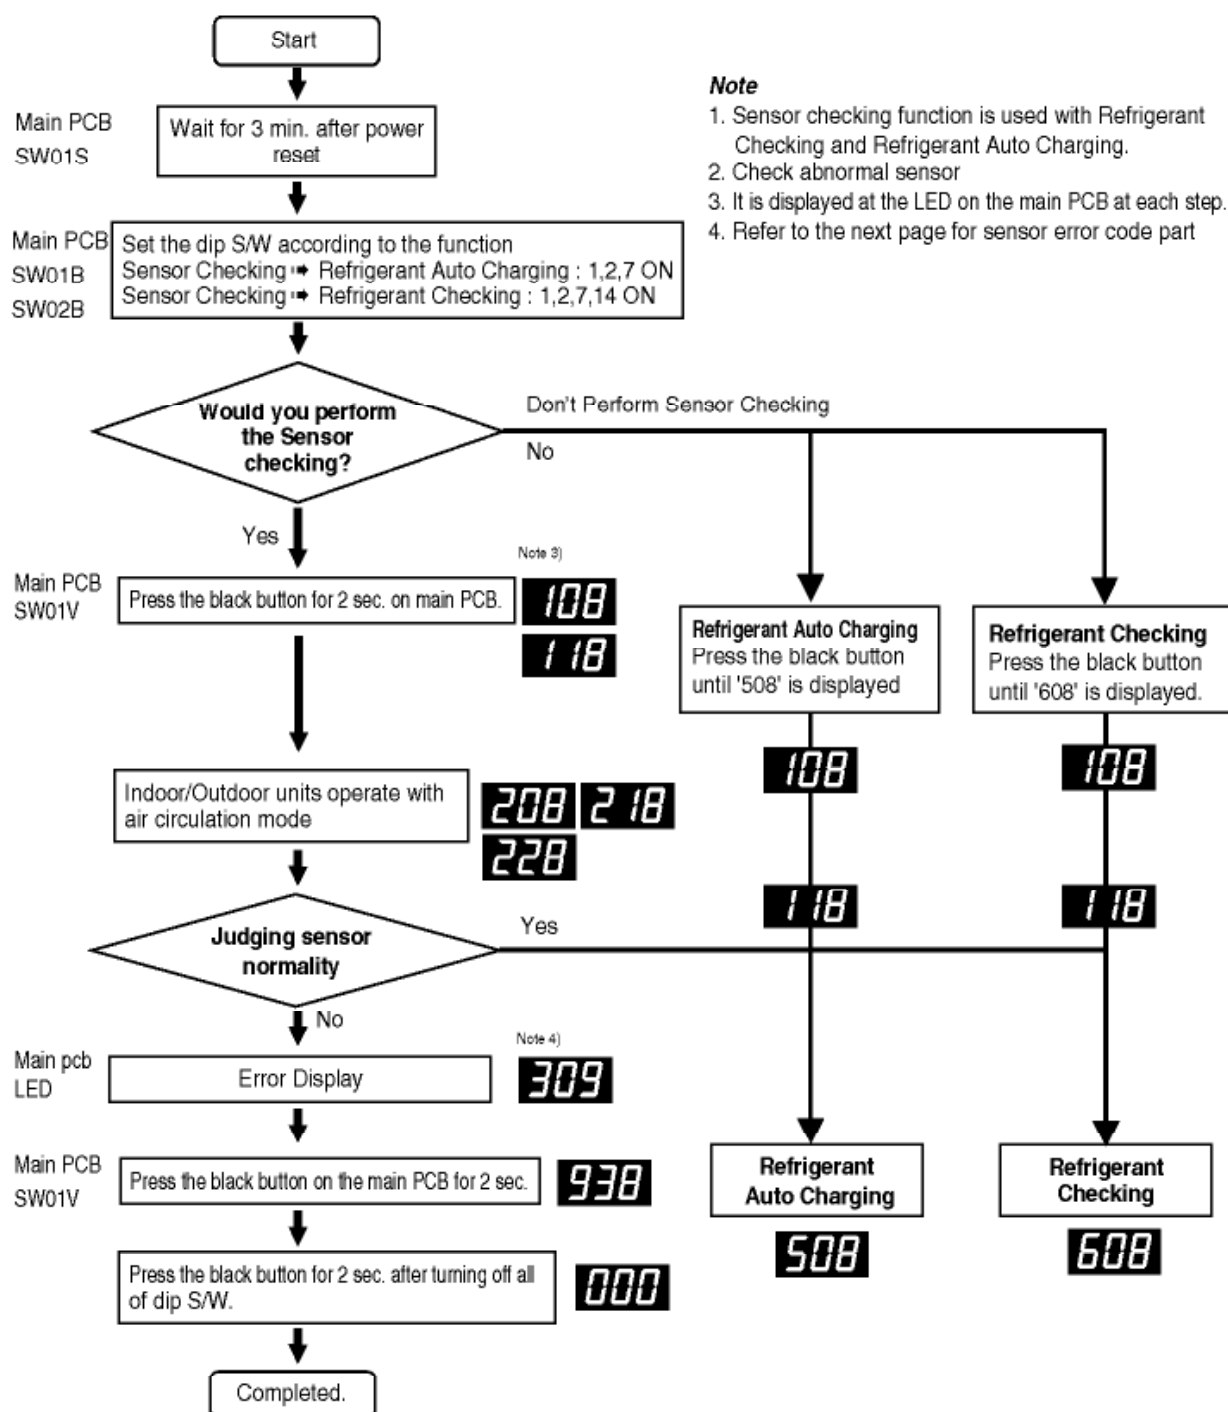 Start
Note
1. Sensor checking function is used with Refrigerant
Checking and Refrigerant Auto Charging.
2. Check abnormal sensor
3. It is displayed at the LED on the main PCB at each step.
4. Refer to the next page for sensor error code part
Main PCB
SW01S
Wait for 3 min. after power
reset
Main PCB
SW01B
SW02B
Set the dip S/W according to the function
Sensor Checking ➠ Refrigerant Auto Charging : 1,2,7 ON
Sensor Checking ➠ Refrigerant Checking : 1,2,7,14 ON
Would you perform
the Sensor
checking?
Don't Perform Sensor Checking
No
Yes
Main PCB
SW01V
Press the black button for 2 sec. on main PCB.
Note 3)
108
118
Refrigerant Auto Charging
Press the black button
until '508' is displayed
108
118
Refrigerant Checking
Press the black button
until '608' is displayed.
108
118
Indoor/Outdoor units operate with
air circulation mode
208 218
228
Judging sensor
normality
Yes
No
Main pcb
LED
Error Display
Note 4)
309
Main PCB
SW01V
Press the black button on the main PCB for 2 sec.
938
Refrigerant
Auto Charging
508
Refrigerant
Checking
608
Press the black button for 2 sec. after turning off all
of dip S/W.
000
Completed.